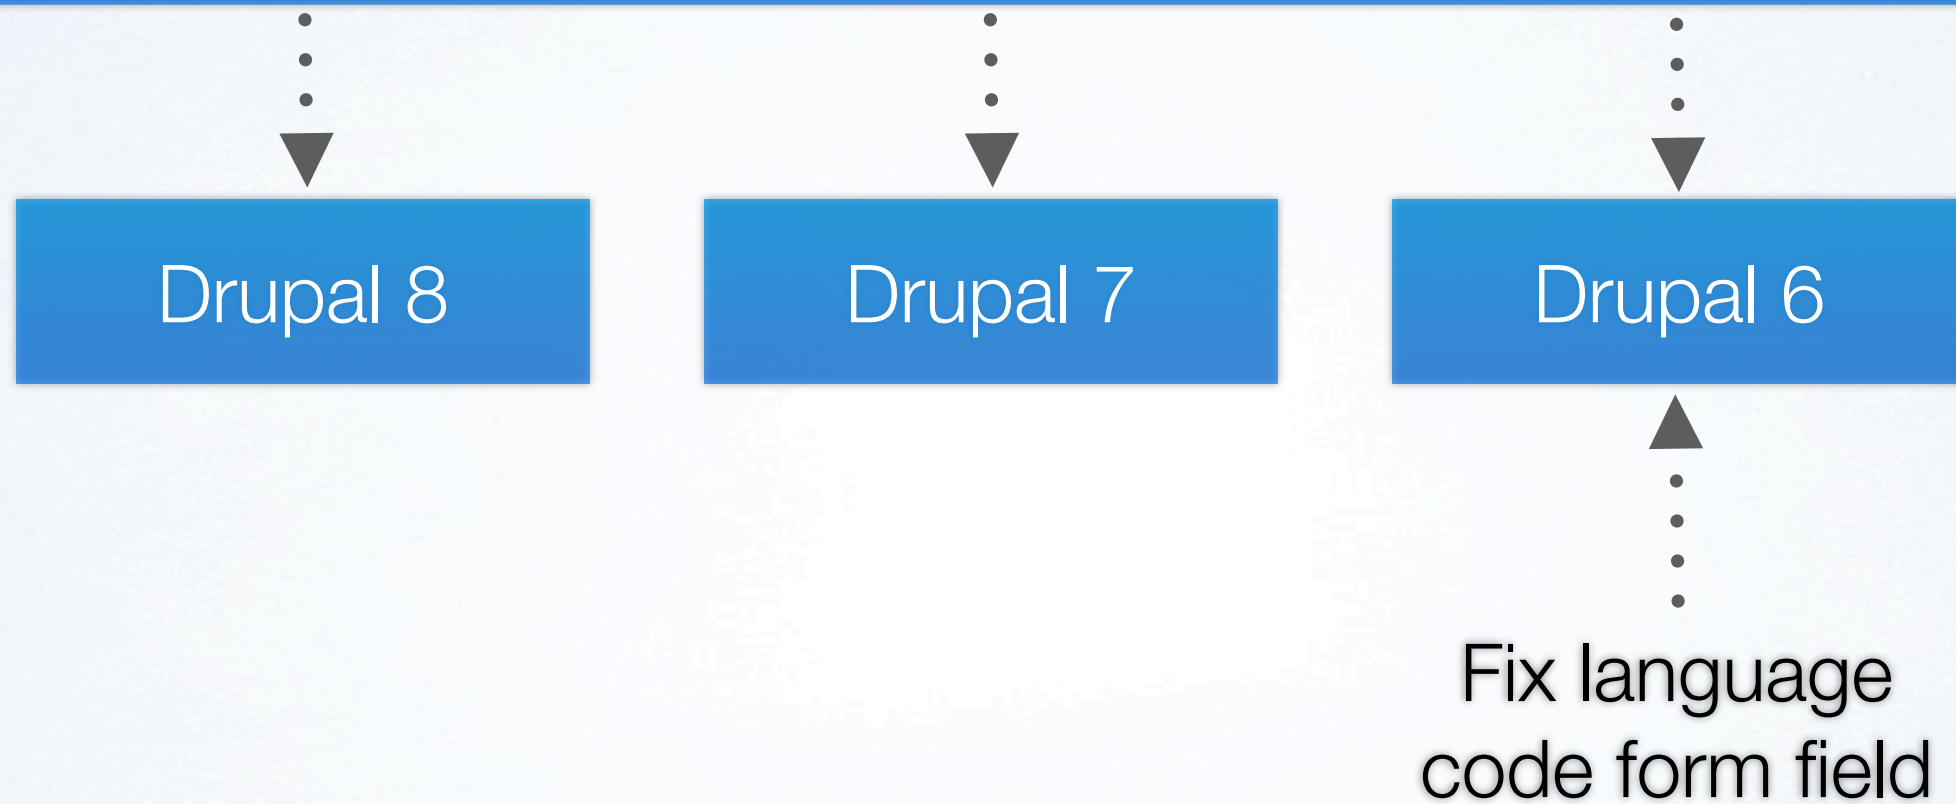 Drupal 8
Drupal 7
Drupal 6
Fix language
code form field